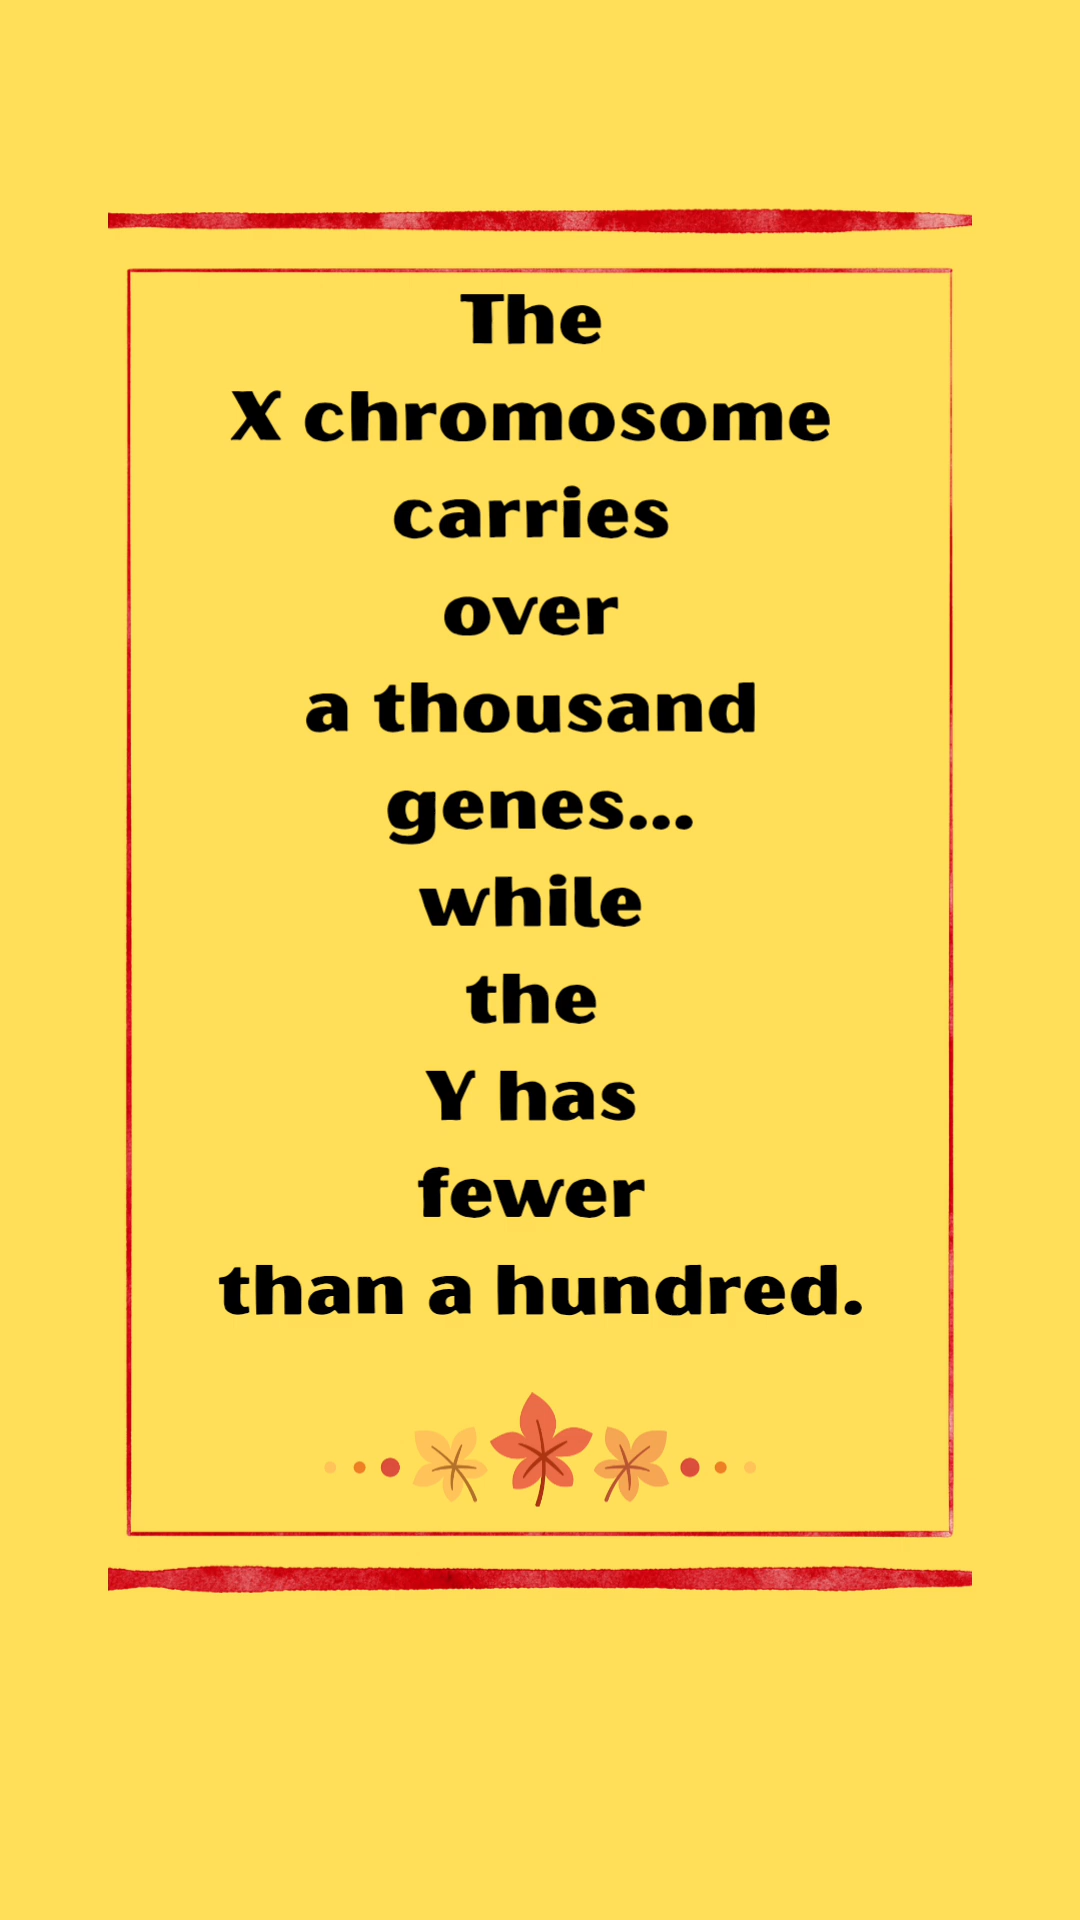 The
X chromosome
carries
over
a thousand
genes...
while
the
Y has
fewer
than a hundred.